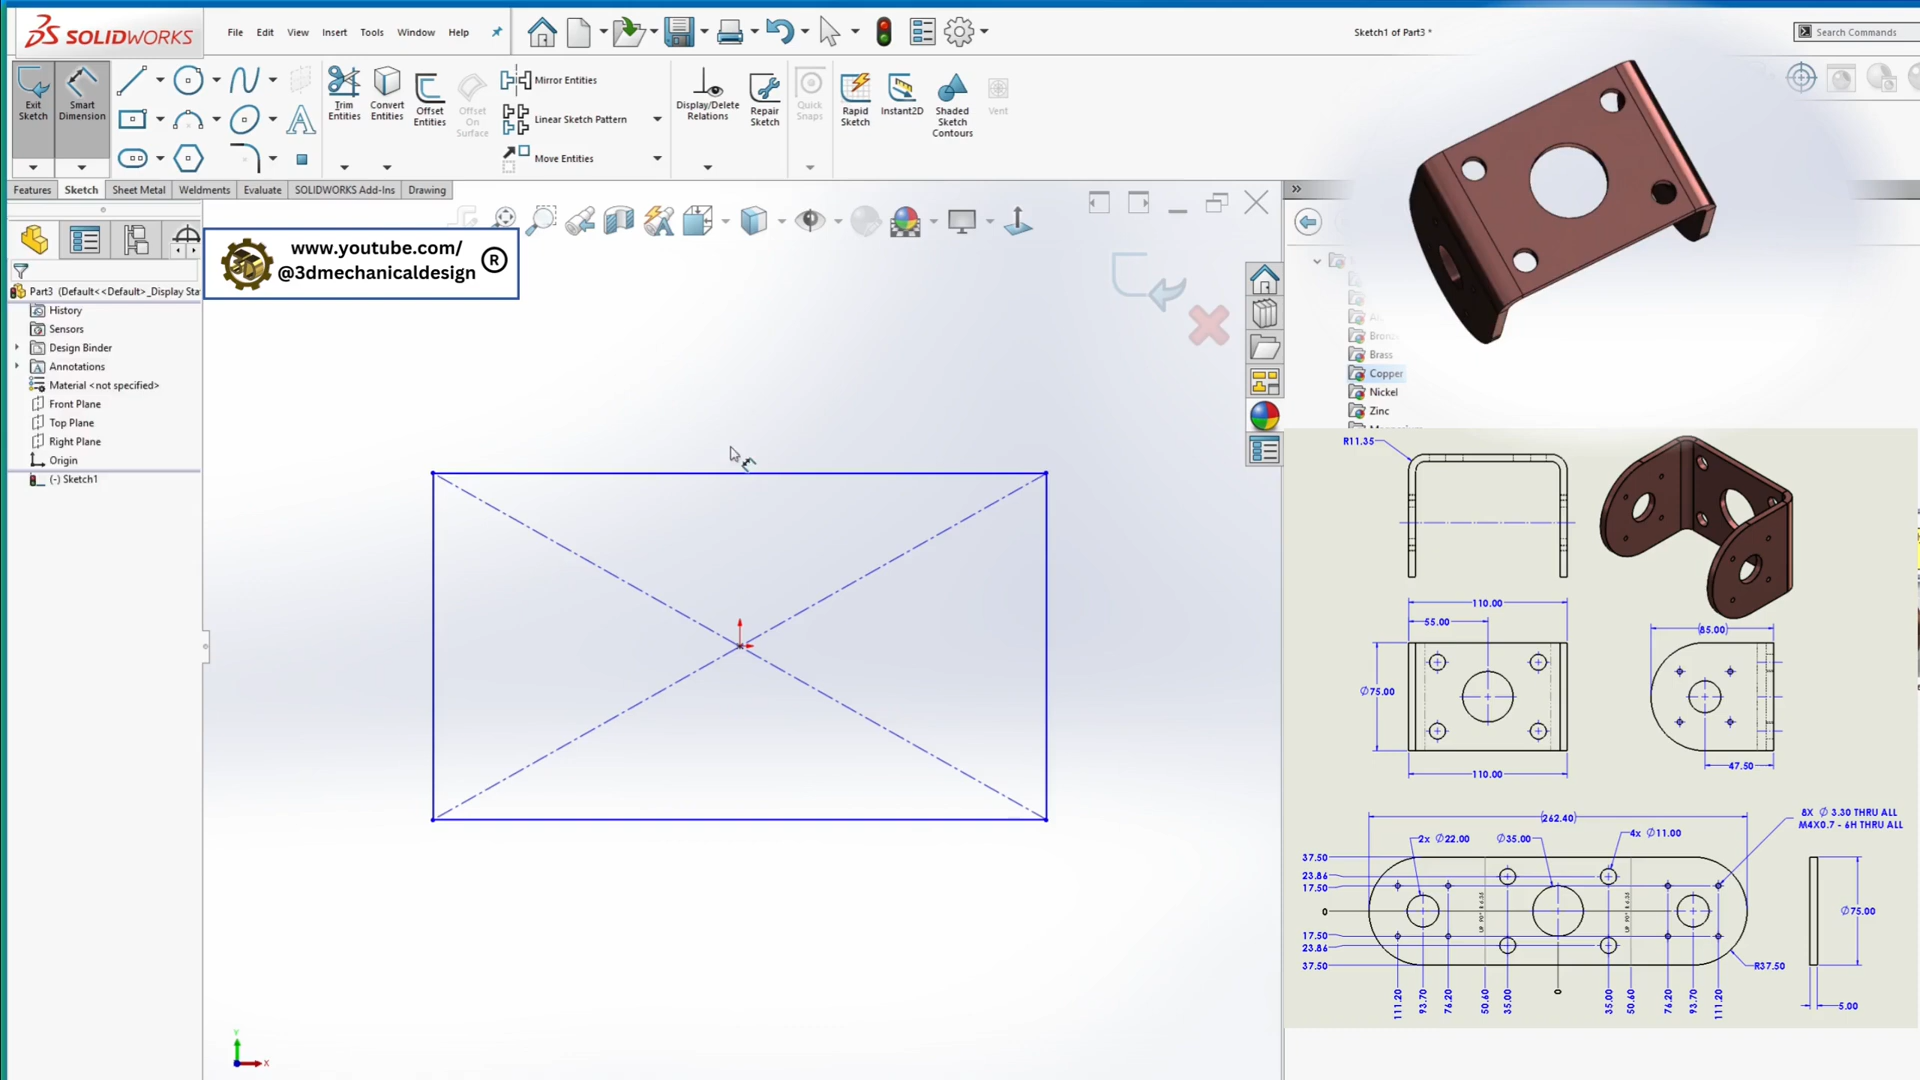 SOLIDWORKS
File Edit View Insert Tools Window Help
Sketch1 of Part3 *
Search Commands
Exit Sketch
Smart Dimension
Trim Entities
Convert Entities
Offset Entities
Offset On Surface
Mirror Entities
Linear Sketch Pattern
Move Entities
Display/Delete Relations
Repair Sketch
Quick Snaps
Rapid Sketch
Instant2D
Shaded Sketch Contours
Vent
Features Sketch Sheet Metal Weldments Evaluate SOLIDWORKS Add-Ins Drawing
www.youtube.com/
@3dmechanicaldesign ®
Part3 (Default<<Default>_Display Sta
History
Sensors
Design Binder
Annotations
Material <not specified>
Front Plane
Top Plane
Right Plane
Origin
(-) Sketch1
Y
X
Brass
Copper
Nickel
Zinc
R11.35
110.00
55.00
∅75.00
110.00
(85.00)
47.50
(262.40)
2x ∅22.00
∅35.00
4x ∅11.00
8X ∅ 3.30 THRU ALL
M4X0.7 - 6H THRU ALL
37.50
23.86
17.50
0
17.50
23.86
37.50
R37.50
∅75.00
5.00
111.20
93.70
76.20
50.60
35.00
0
35.00
50.60
76.20
93.70
111.20